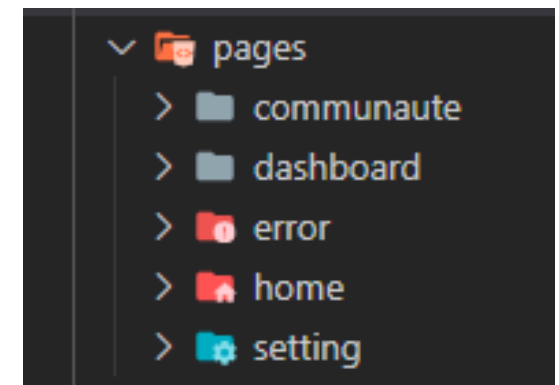 pages
communaute
dashboard
error
home
setting